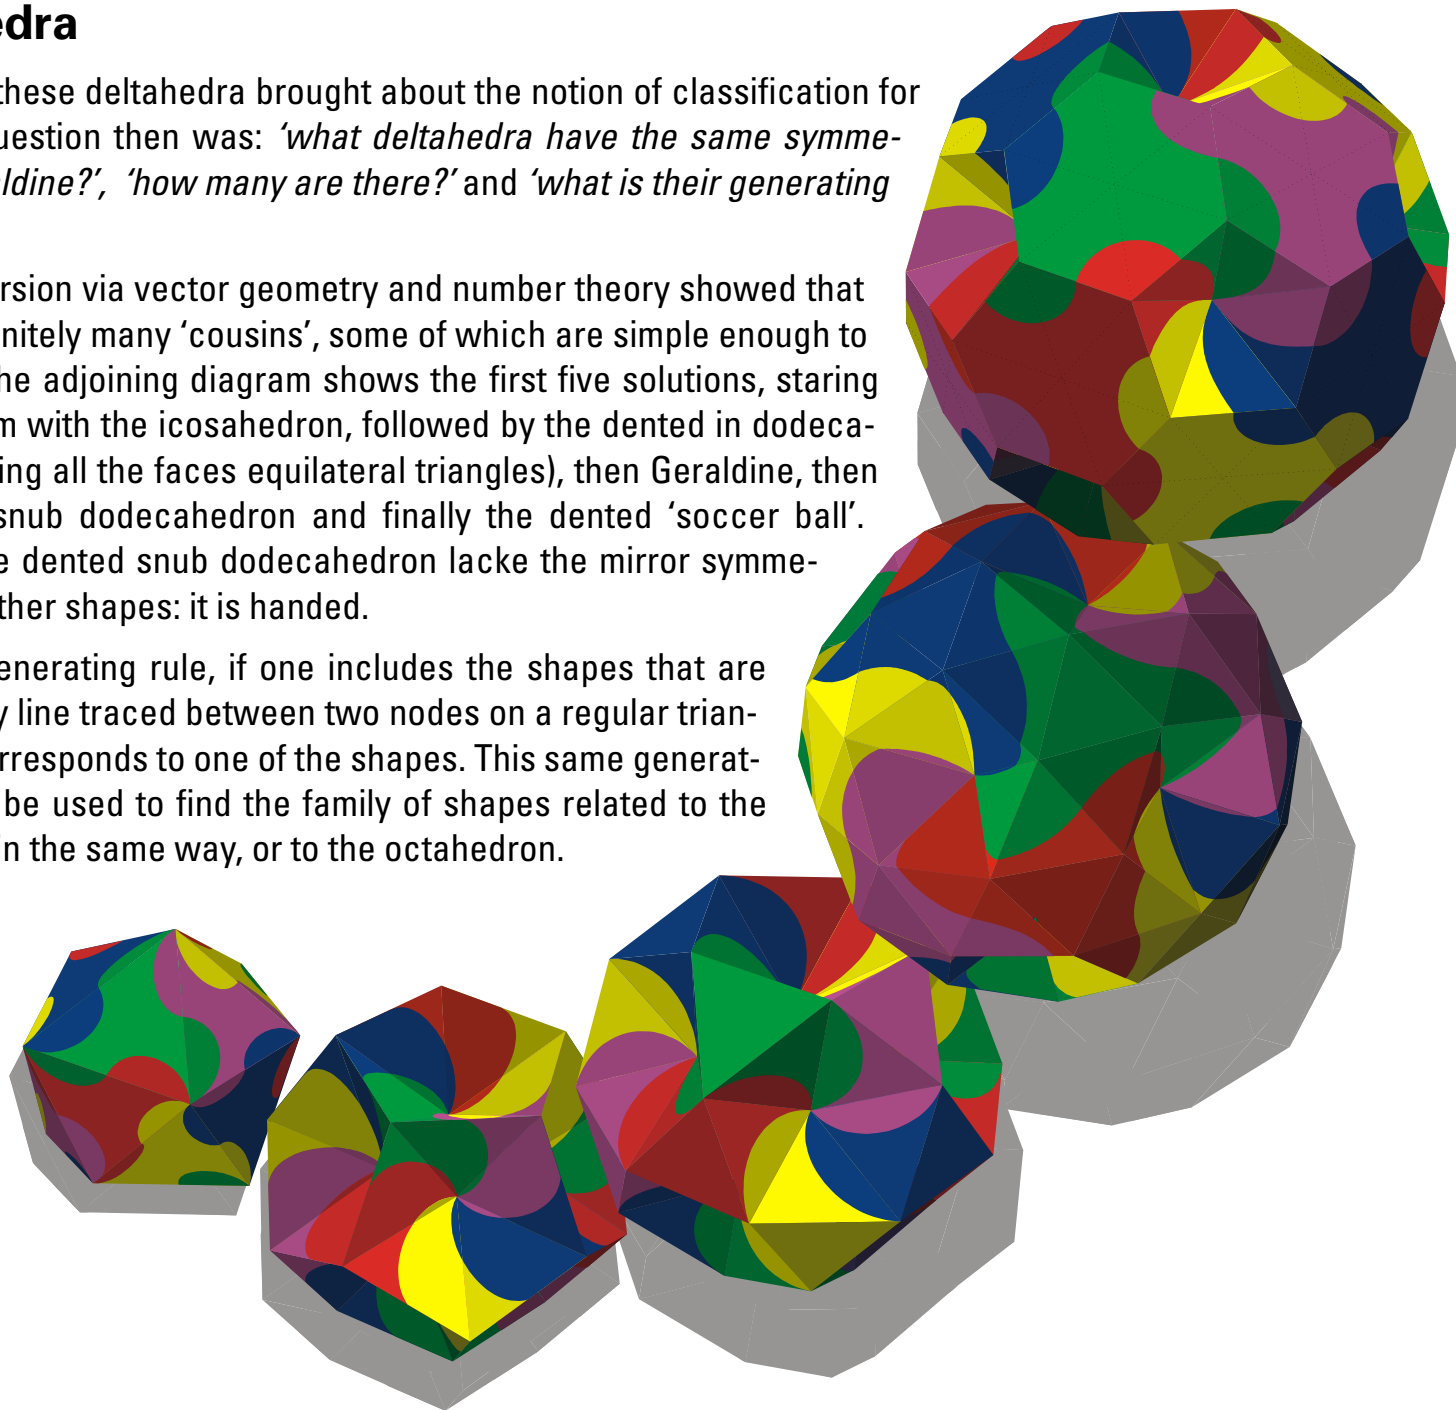 edra
these deltahedra brought about the notion of classification for
uestion then was: ‘what deltahedra have the same symme-
ldine?’, ‘how many are there?’ and ‘what is their generating
rsion via vector geometry and number theory showed that
nitely many ‘cousins’, some of which are simple enough to
he adjoining diagram shows the first five solutions, staring
m with the icosahedron, followed by the dented in dodeca-
ing all the faces equilateral triangles), then Geraldine, then
snub dodecahedron and finally the dented ‘soccer ball’.
e dented snub dodecahedron lacke the mirror symme-
ther shapes: it is handed.
enerating rule, if one includes the shapes that are
y line traced between two nodes on a regular trian-
rresponds to one of the shapes. This same generat-
be used to find the family of shapes related to the
in the same way, or to the octahedron.